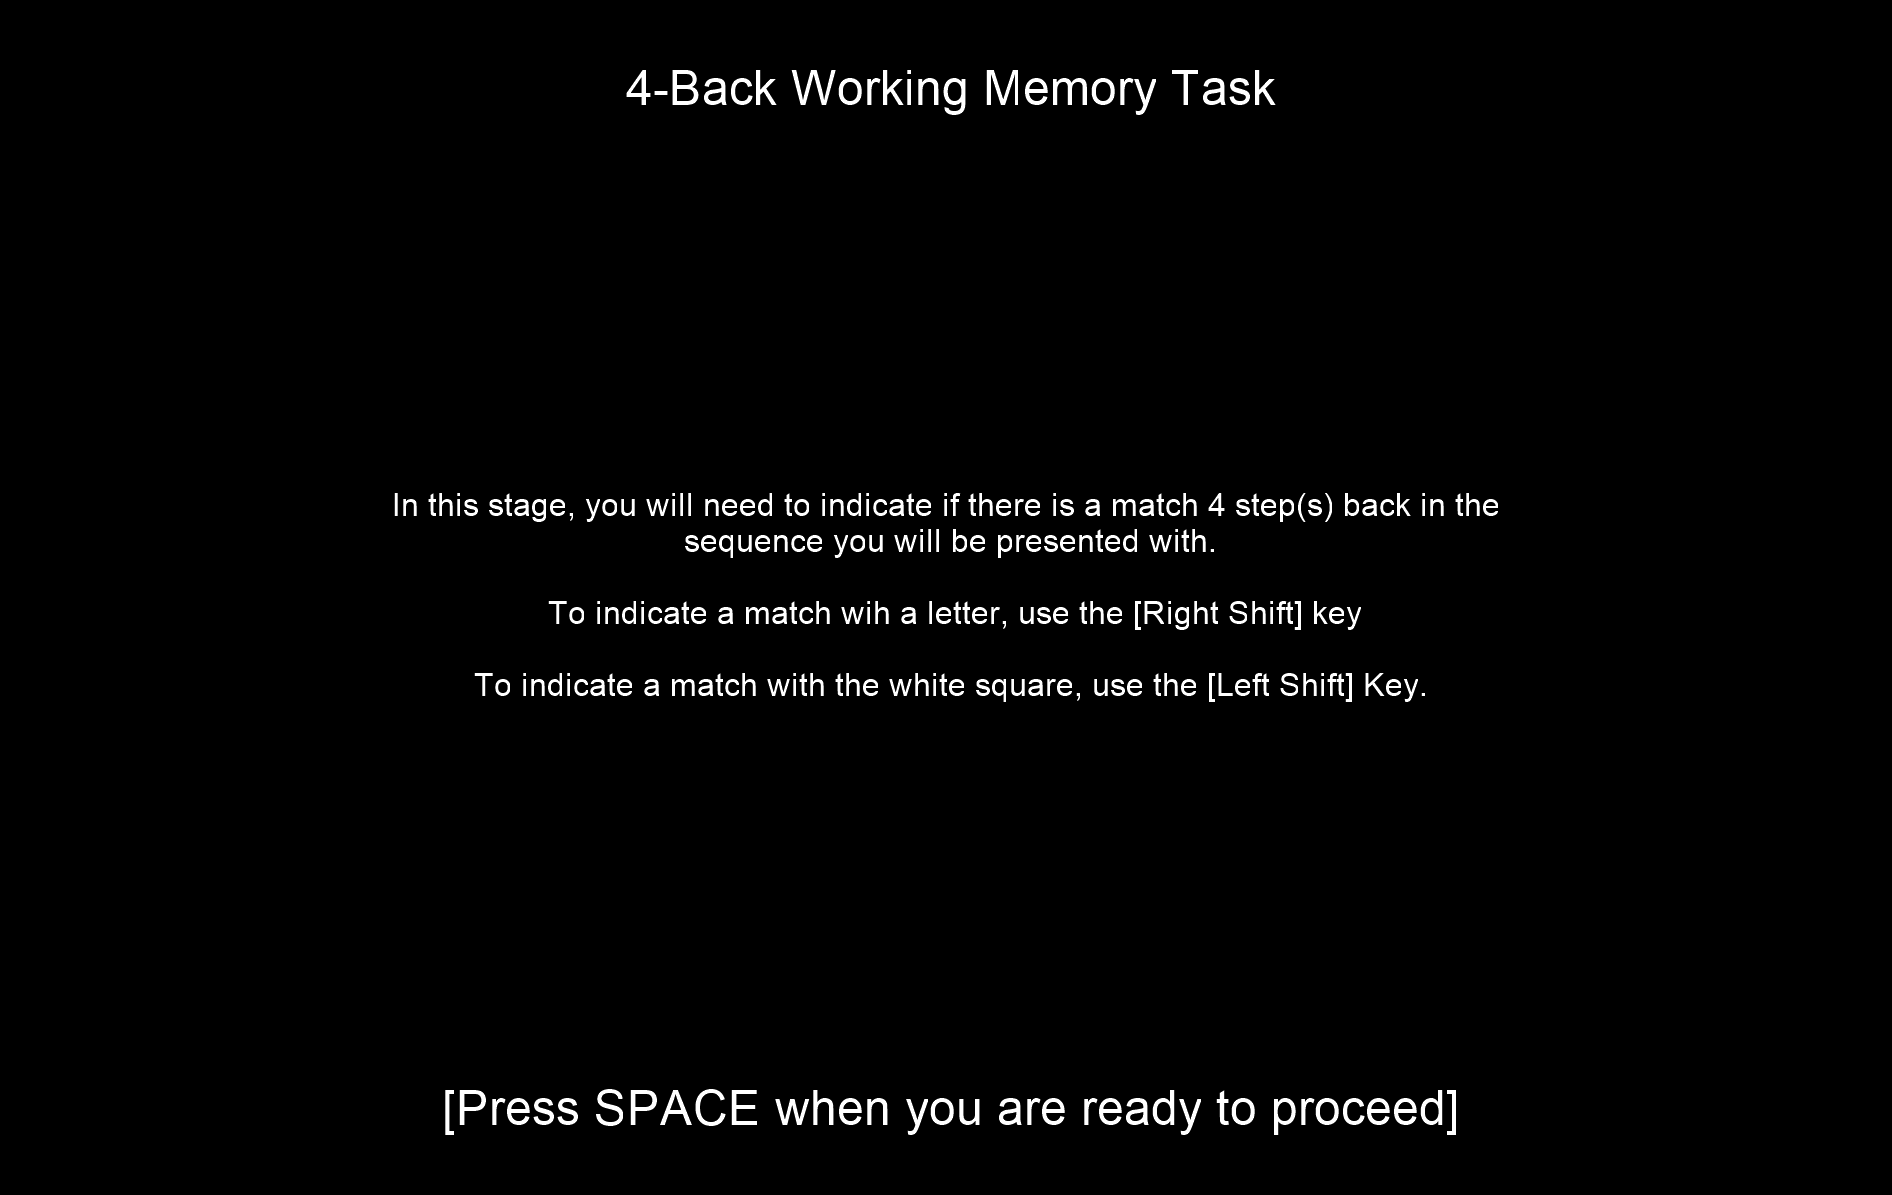 4-Back Working Memory Task
In this stage, you will need to indicate if there is a match 4 step(s) back in the
sequence you will be presented with.
To indicate a match wih a letter, use the [Right Shift] key
To indicate a match with the white square, use the [Left Shift] Key.
[Press SPACE when you are ready to proceed]